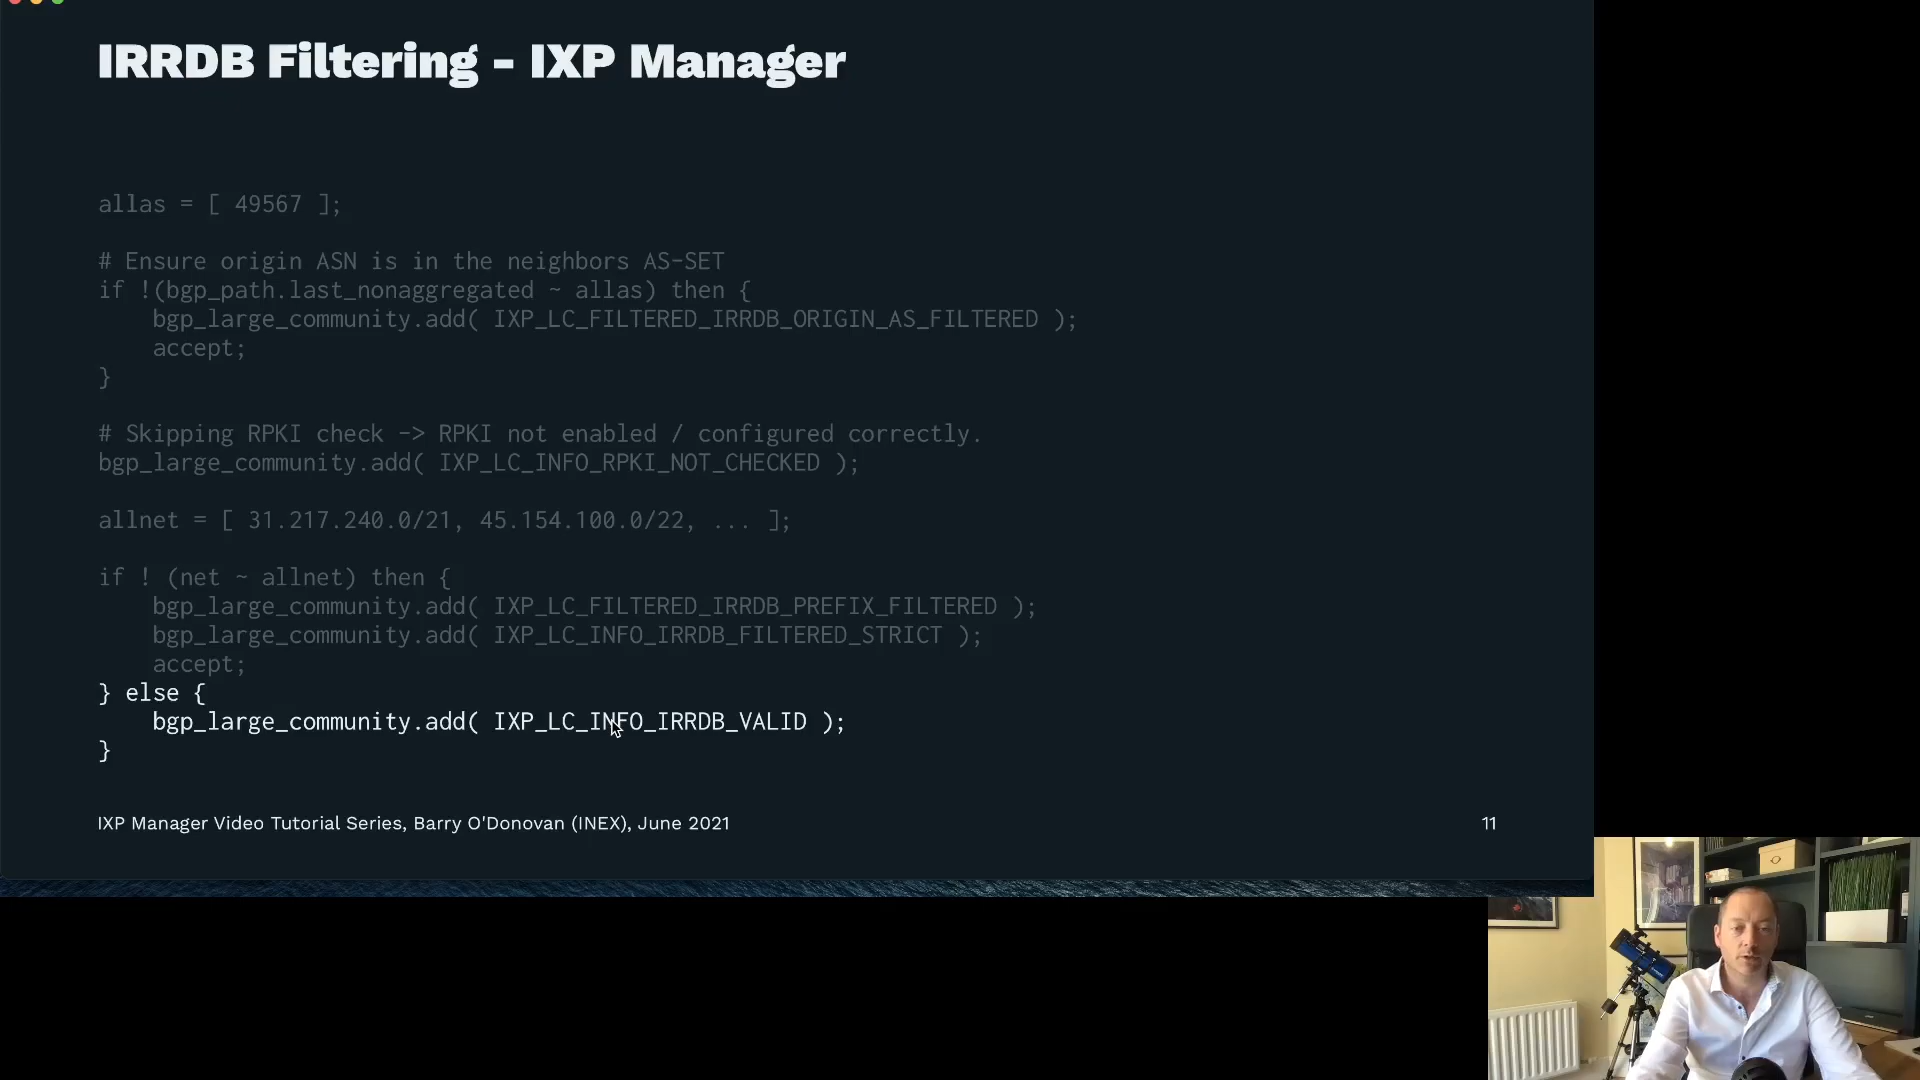 IRRDB Filtering - IXP Manager
allas = [ 49567 ];
# Ensure origin ASN is in the neighbors AS-SET
if !(bgp_path.last_nonaggregated ~ allas) then {
    bgp_large_community.add( IXP_LC_FILTERED_IRRDB_ORIGIN_AS_FILTERED );
    accept;
}
# Skipping RPKI check -> RPKI not enabled / configured correctly.
bgp_large_community.add( IXP_LC_INFO_RPKI_NOT_CHECKED );
allnet = [ 31.217.240.0/21, 45.154.100.0/22, ... ];
if ! (net ~ allnet) then {
    bgp_large_community.add( IXP_LC_FILTERED_IRRDB_PREFIX_FILTERED );
    bgp_large_community.add( IXP_LC_INFO_IRRDB_FILTERED_STRICT );
    accept;
} else {
    bgp_large_community.add( IXP_LC_INFO_IRRDB_VALID );
}
IXP Manager Video Tutorial Series, Barry O'Donovan (INEX), June 2021
11